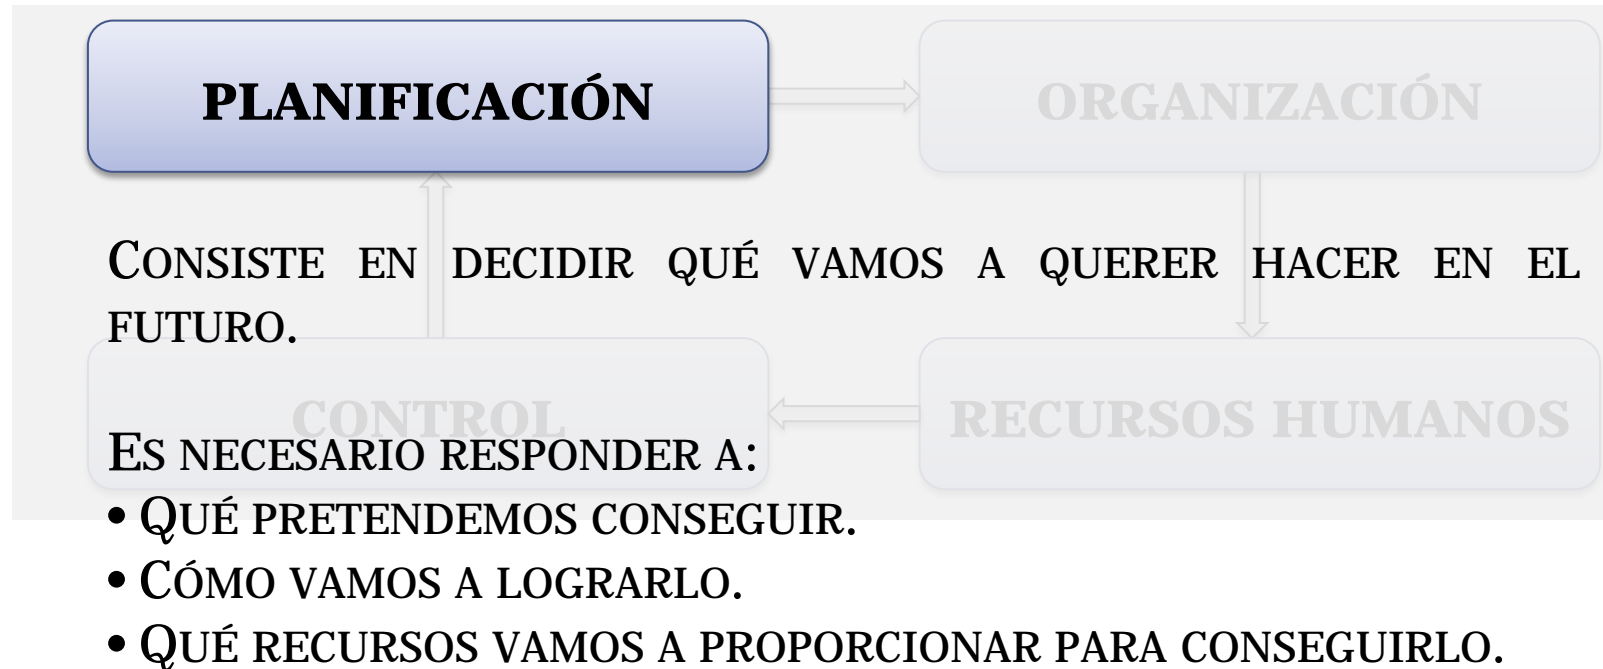 PLANIFICACIÓN
ORGANIZACIÓN
CONSISTE EN DECIDIR QUÉ VAMOS A QUERER HACER EN EL
FUTURO.
CONTROL
RECURSOS HUMANOS
ES NECESARIO RESPONDER A:
• QUÉ PRETENDEMOS CONSEGUIR.
• CÓMO VAMOS A LOGRARLO.
• QUÉ RECURSOS VAMOS A PROPORCIONAR PARA CONSEGUIRLO.